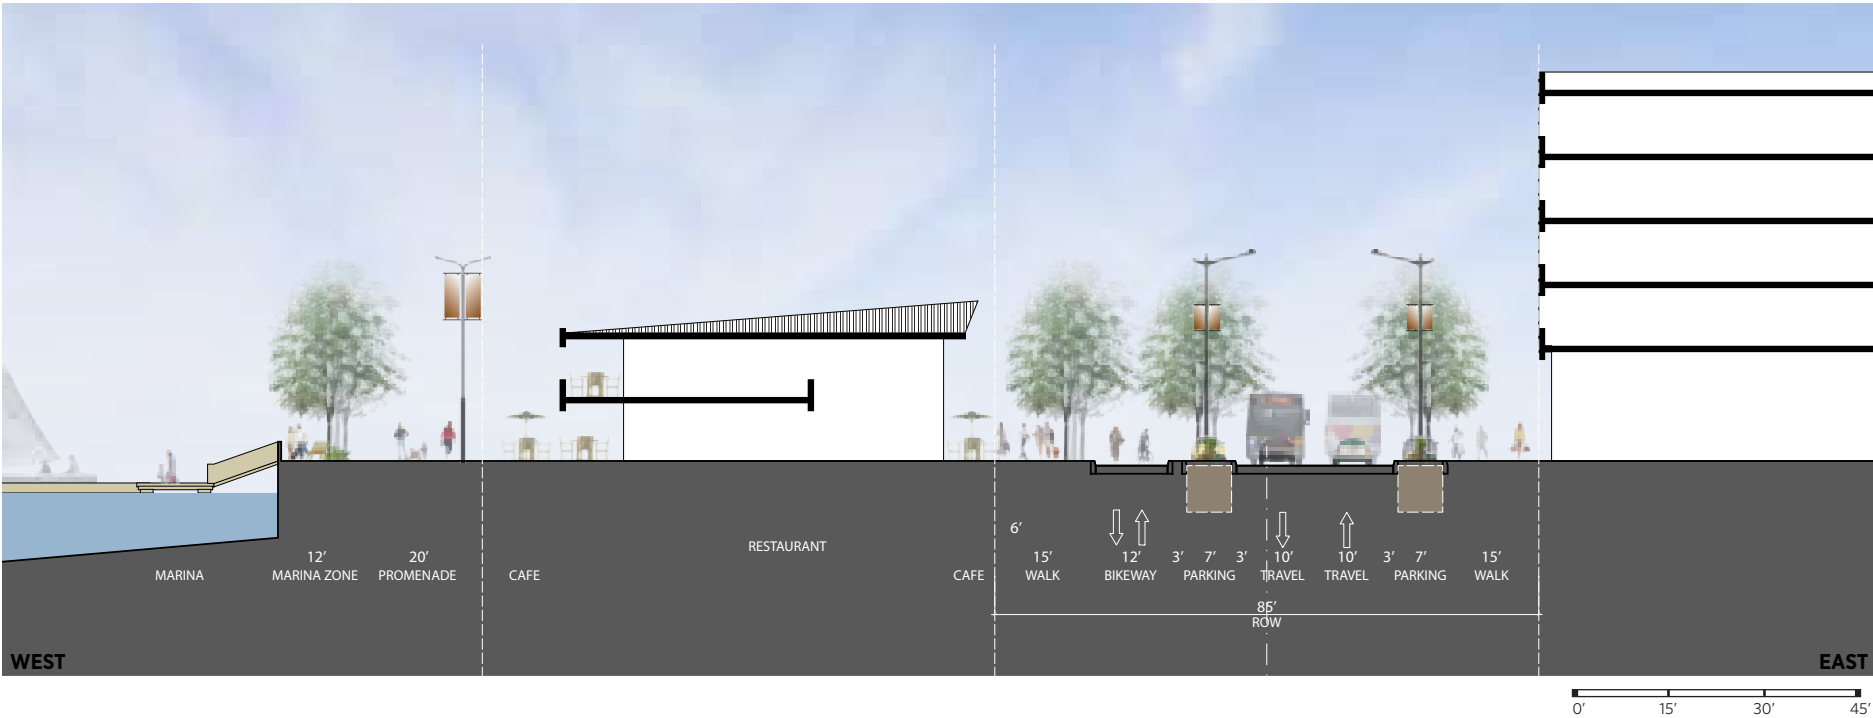 6’
RESTAURANT
12’ 20’ 15’ 12’ 3’ 7’ 3’ 10’ 10’ 3’ 7’ 15’
MARINA MARINA ZONE PROMENADE CAFE CAFE WALK BIKEWAY PARKING TRAVEL TRAVEL PARKING WALK
85’
ROW
WEST EAST
0’ 15’ 30’ 45’